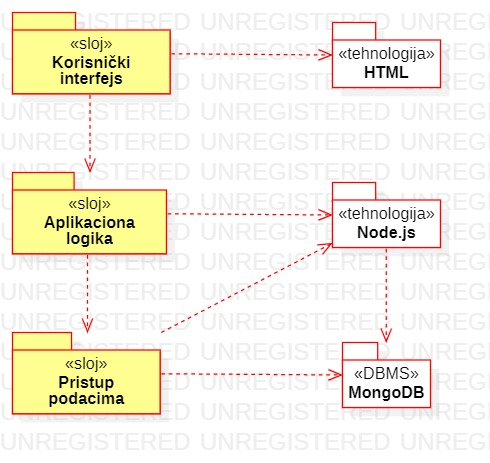 «sloj»
Korisnički
interfejs
«tehnologija»
HTML
«sloj»
Aplikaciona
logika
«tehnologija»
Node.js
«sloj»
Pristup
podacima
«DBMS»
MongoDB
UNREGISTERED UNREGISTERED UNREGISTERED